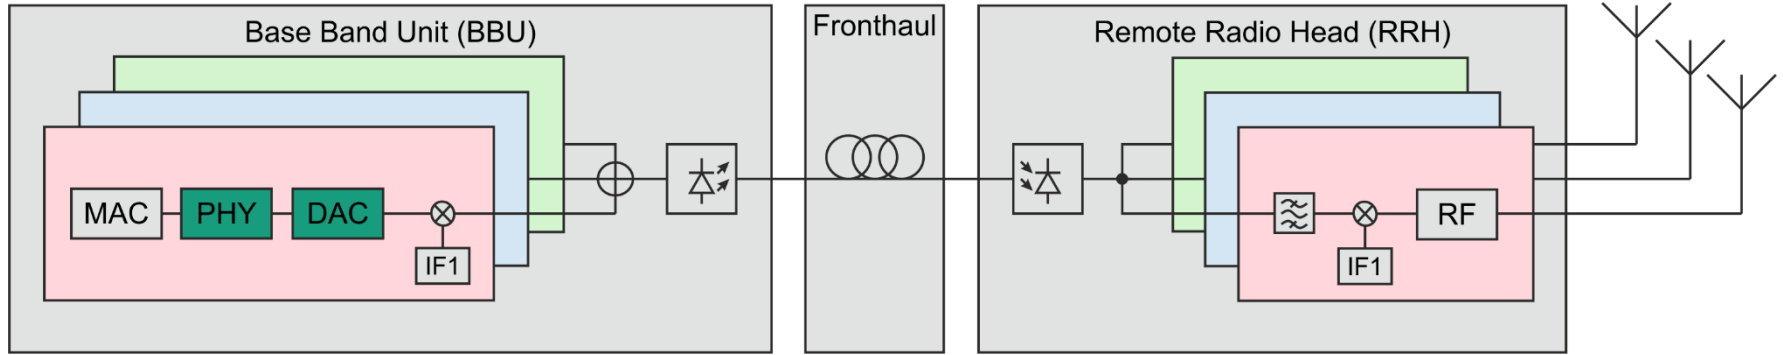 Base Band Unit (BBU)
MAC
PHY
DAC
IF1
Fronthaul
Remote Radio Head (RRH)
RF
IF1